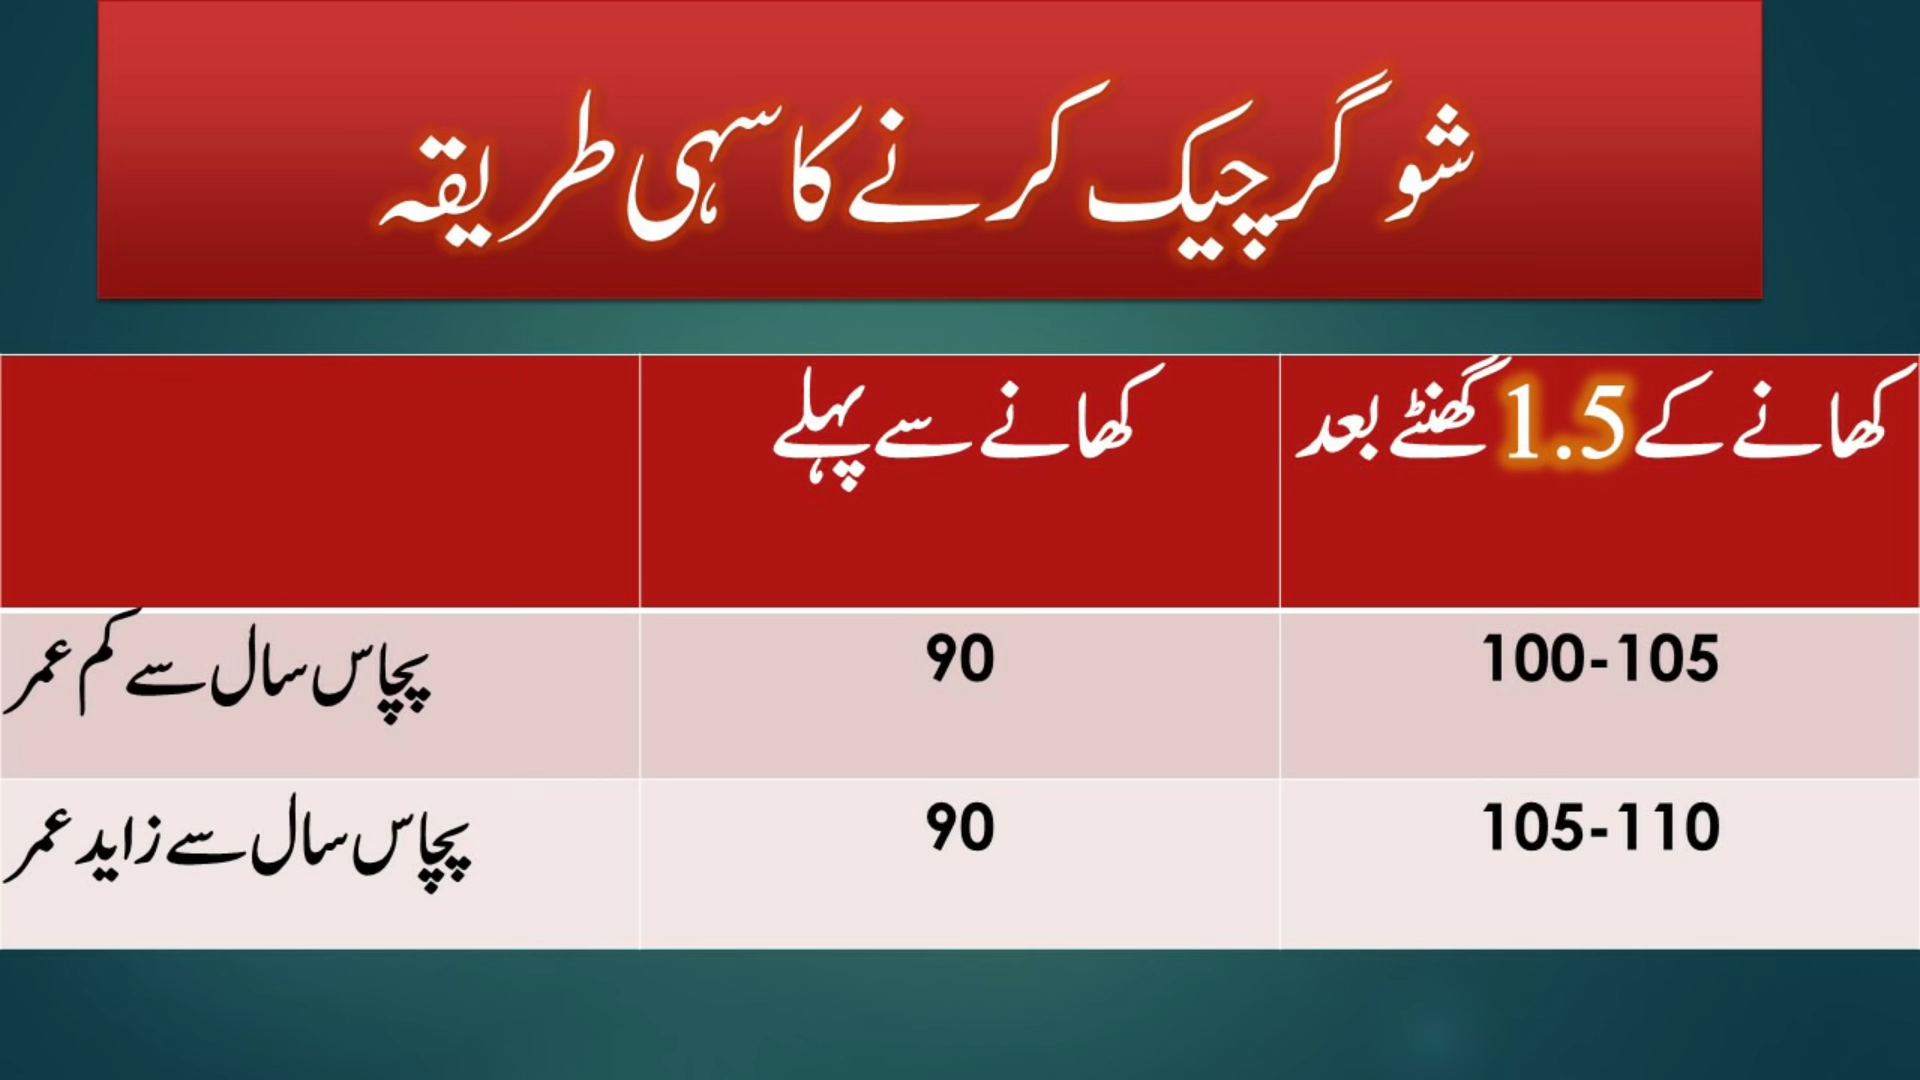 شوگر چیک کرنے کا سہی طریقہ
کھانے سے پہلے
کھانے کے 1.5 گھنٹے بعد
پچاس سال سے کم عمر
90
100-105
پچاس سال سے زاید عمر
90
105-110